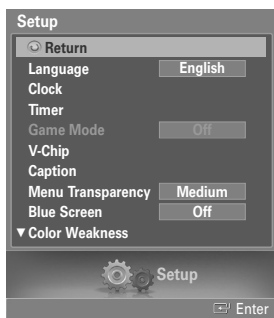 Setup
Return
Language English
Clock
Timer
Game Mode Off
V-Chip
Caption
Menu Transparency Medium
Blue Screen Off
▼ Color Weakness
Setup
Enter